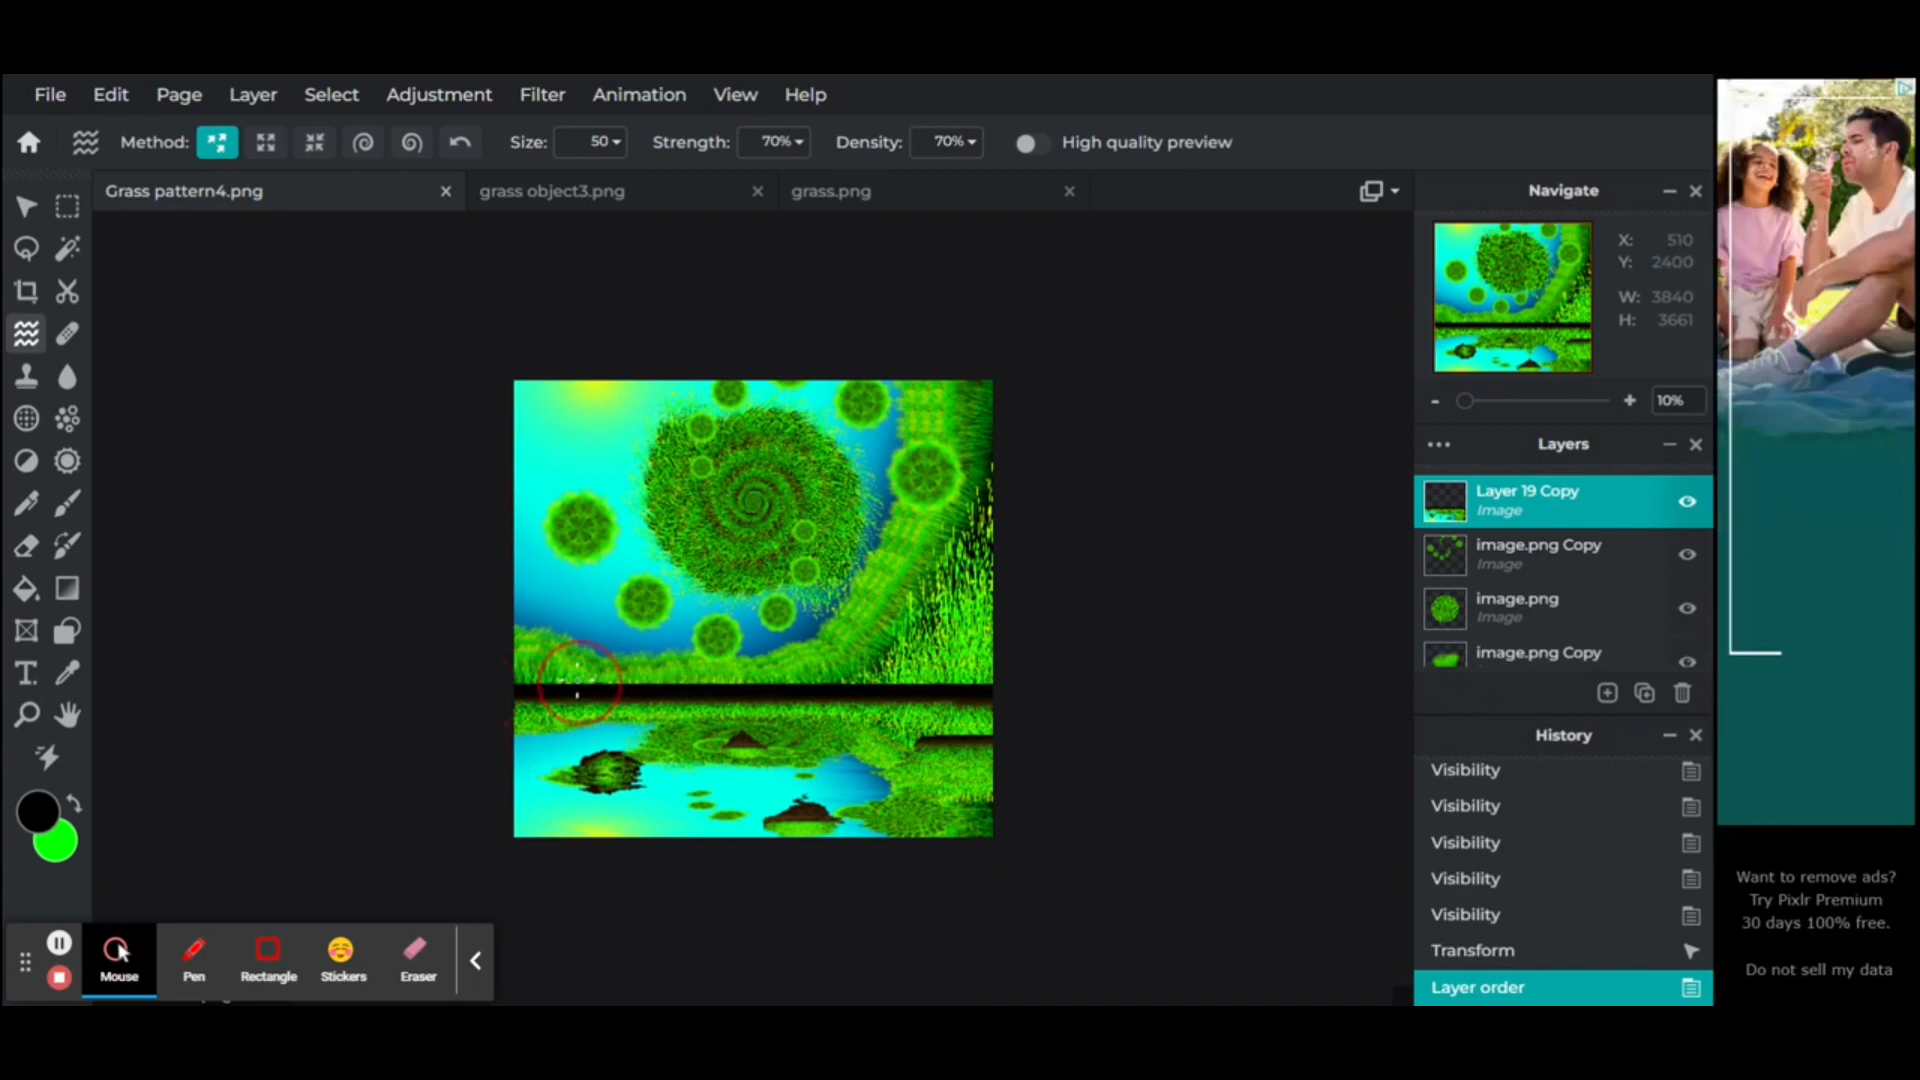 File Edit Page Layer Select Adjustment Filter Animation View Help
Method: Size: 50 Strength: 70% Density: 70% High quality preview
Grass pattern4.png grass object3.png grass.png
Navigate
X: 510
Y: 2400
W: 3840
H: 3661
10%
Layers
Layer 19 Copy
Image
image.png Copy
Image
image.png
Image
image.png Copy
History
Visibility
Visibility
Visibility
Visibility
Visibility
Transform
Layer order
Mouse Pen Rectangle Stickers Eraser
Want to remove ads?
Try Pixlr Premium
30 days 100% free.
Do not sell my data